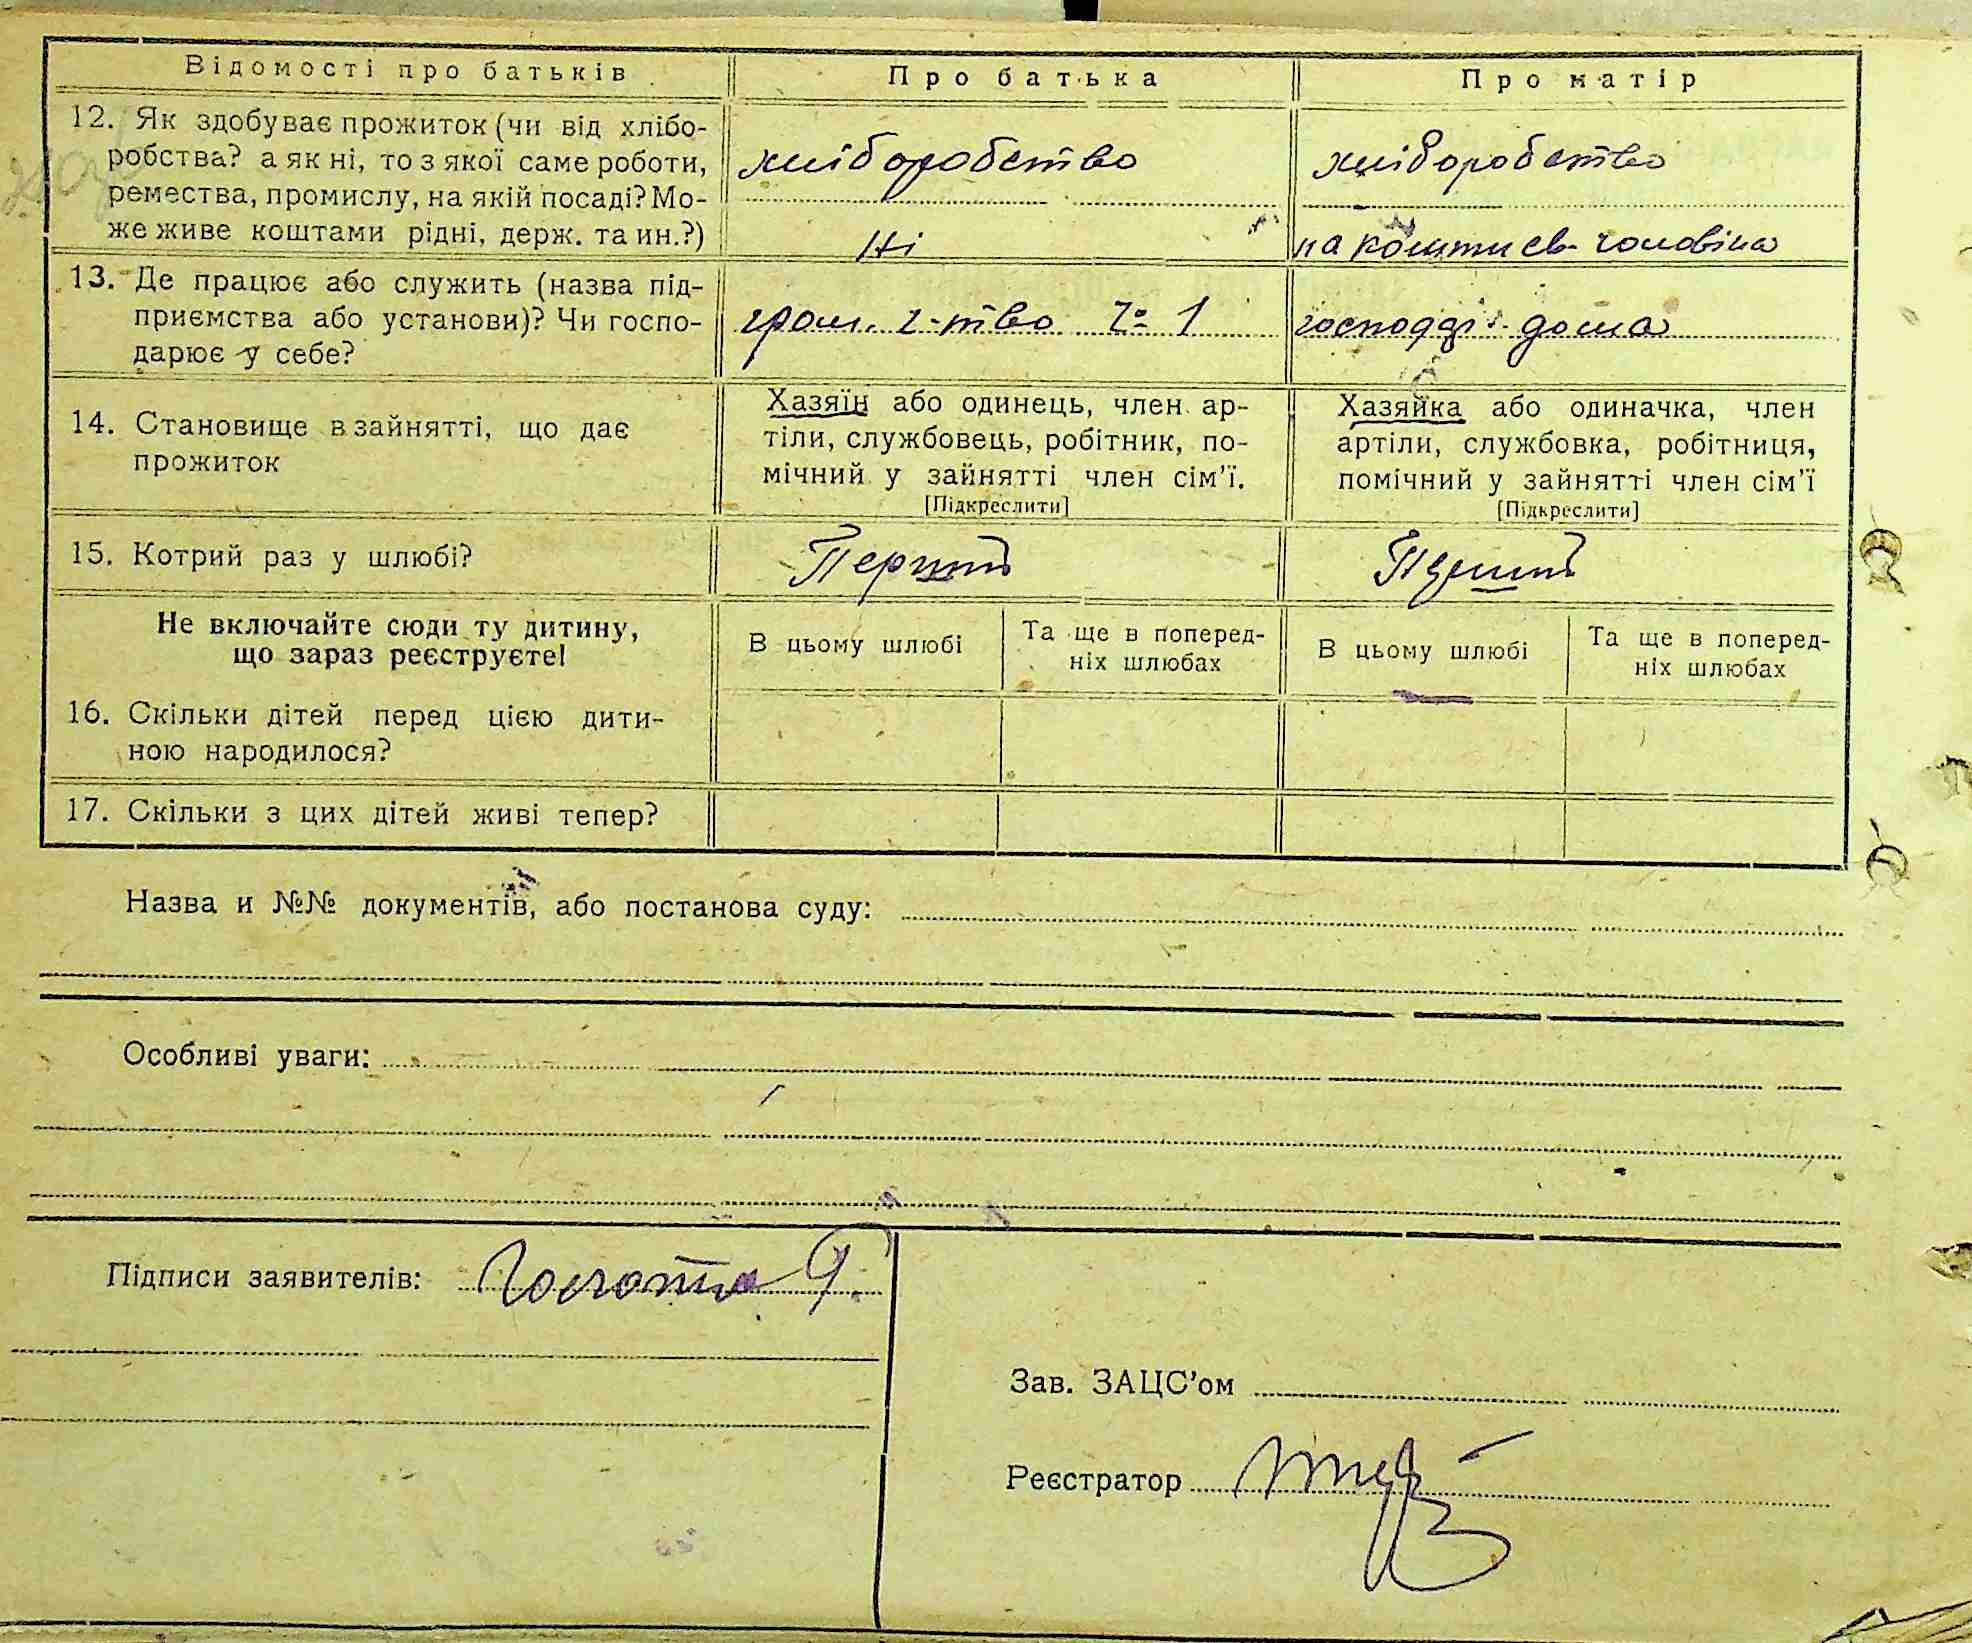 Відомості про батьків
Про батька
Про матір
12. Як здобуває прожиток (чи від хлібо-
робства? а як ні, то з якої саме роботи,
ремества, промислу, на якій посаді? Мо-
же живе коштами рідні, держ. та ин.?)
хліборобство
Ні
хліборобство
на кошти св. чоловіка
13. Де працює або служить (назва під-
приємства або установи)? Чи госпо-
дарює у себе?
1
дома
14. Становище в зайнятті, що дає
прожиток
Хазяїн або одинець, член ар-
тіли, службовець, робітник, по-
мічний у зайнятті член сім'ї.
[Підкреслити]
Хазяйка або одиначка, член
артіли, службовка, робітниця,
помічний у зайнятті член сім'ї
[Підкреслити]
15. Котрий раз у шлюбі?
Не включайте сюди ту дитину,
що зараз реєструєте!
В цьому шлюбі
Та ще в поперед-
ніх шлюбах
В цьому шлюбі
Та ще в поперед-
ніх шлюбах
16. Скільки дітей перед цією дити-
ною народилося?
17. Скільки з цих дітей живі тепер?
Назва и №№ документів, або постанова суду:
Особливі уваги:
Підписи заявителів:
Зав. ЗАЦС'ом
Реєстратор